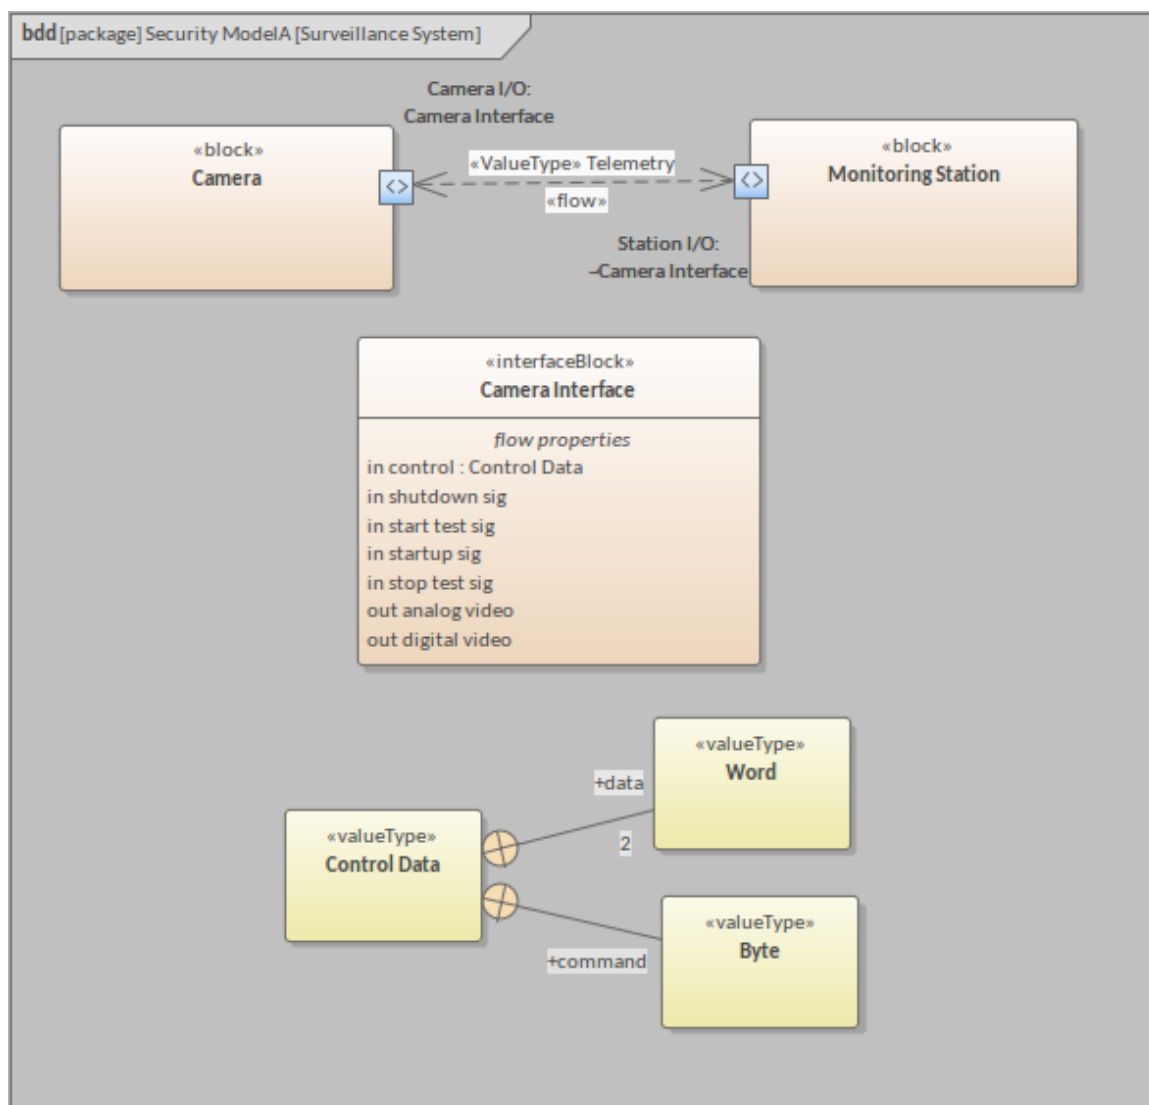 bdd [package] Security ModelA [Surveillance System]
Camera I/O:
Camera Interface
«block»
Camera
«ValueType» Telemetry
«flow»
«block»
Monitoring Station
Station I/O:
~Camera Interface
«interfaceBlock»
Camera Interface
flow properties
in control : Control Data
in shutdown sig
in start test sig
in startup sig
in stop test sig
out analog video
out digital video
«valueType»
Word
+data
2
«valueType»
Control Data
«valueType»
Byte
+command